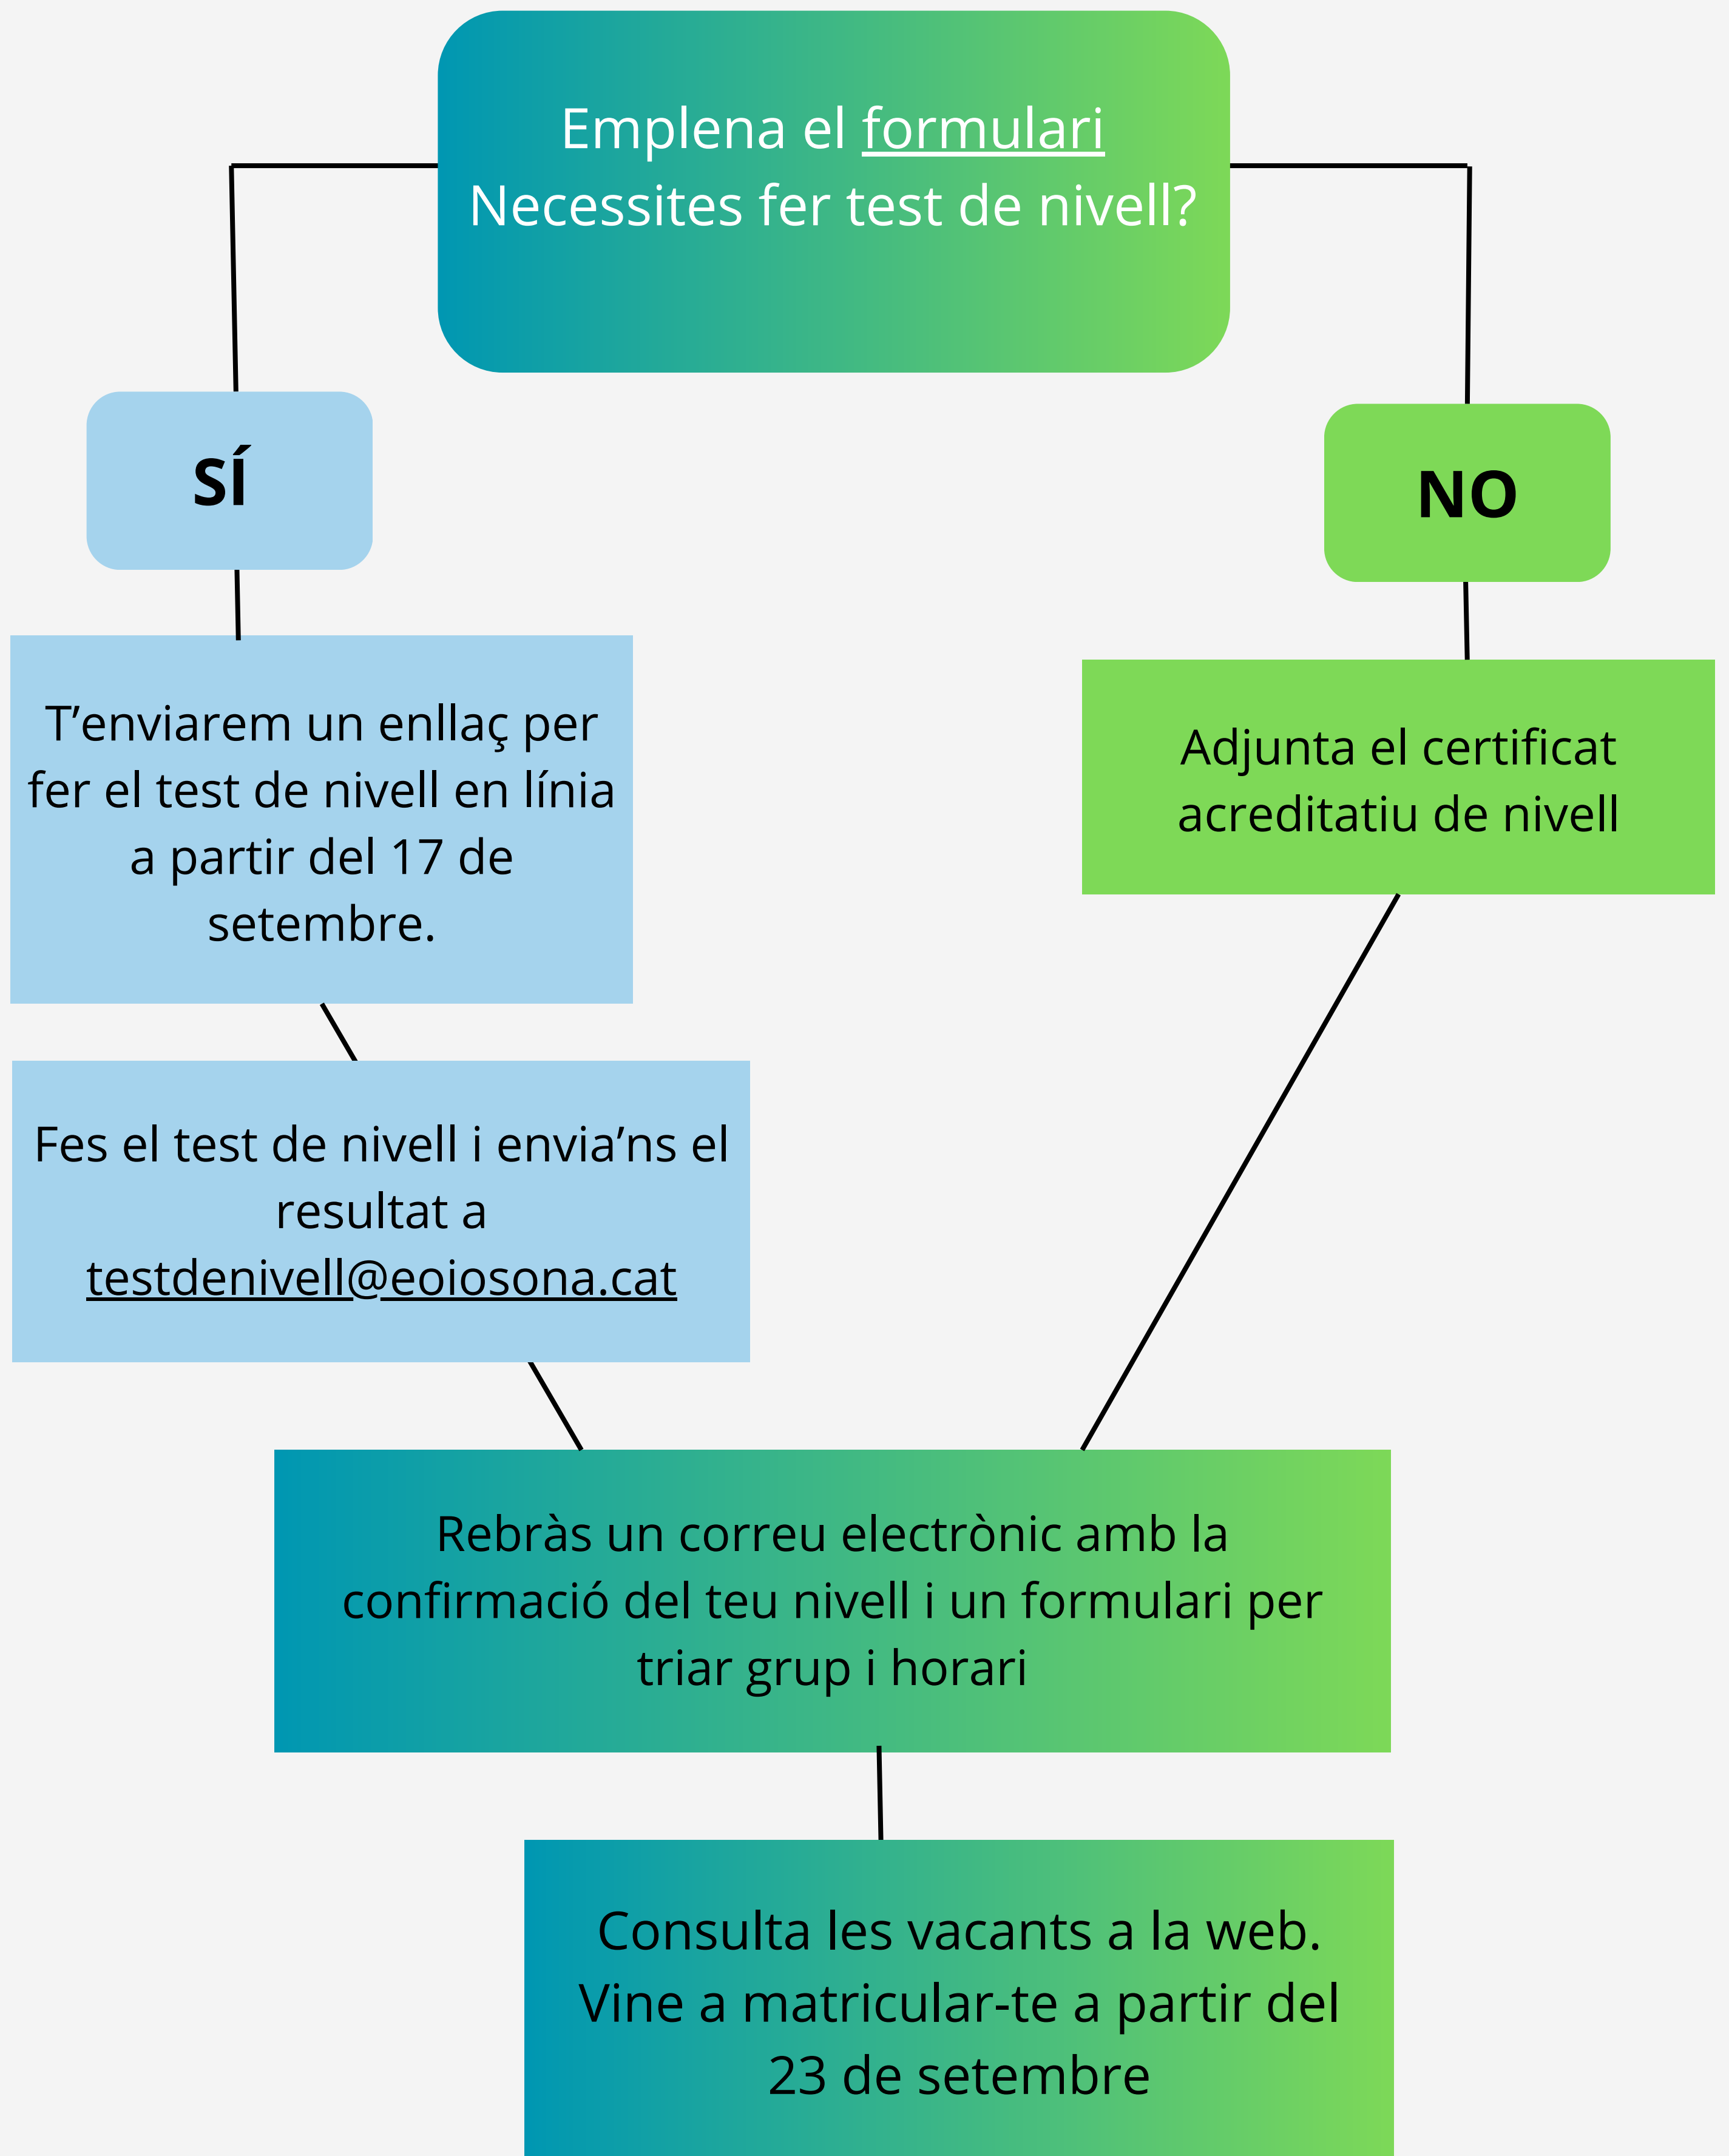 Emplena el formulari
Necessites fer test de nivell?
SÍ
NO
T’enviarem un enllaç per
fer el test de nivell en línia
a partir del 17 de
setembre.
Adjunta el certificat
acreditatiu de nivell
Fes el test de nivell i envia’ns el
resultat a
testdenivell@eoiosona.cat
Rebràs un correu electrònic amb la
confirmació del teu nivell i un formulari per
triar grup i horari
Consulta les vacants a la web.
Vine a matricular-te a partir del
23 de setembre